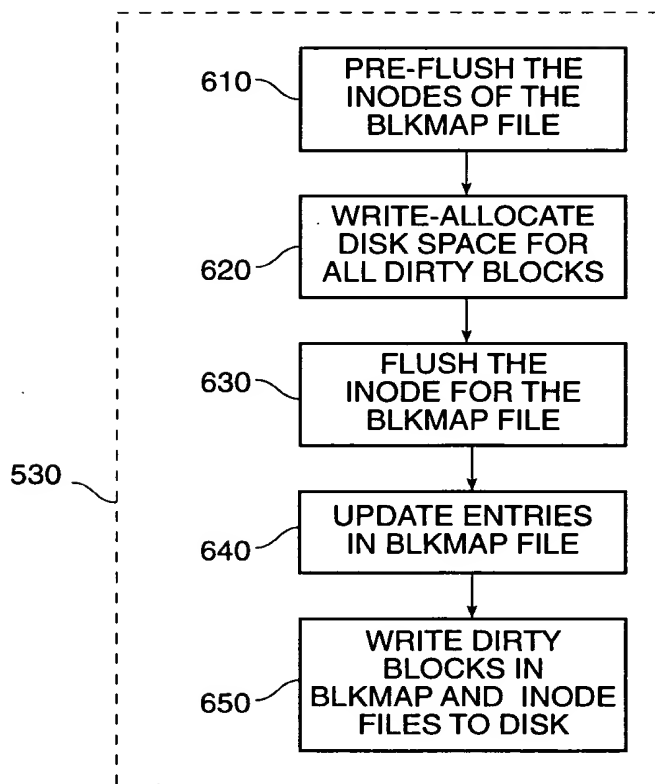 610
PRE-FLUSH THE
INODES OF THE
BLKMAP FILE
620
WRITE-ALLOCATE
DISK SPACE FOR
ALL DIRTY BLOCKS
630
FLUSH THE
INODE FOR THE
BLKMAP FILE
530
640
UPDATE ENTRIES
IN BLKMAP FILE
650
WRITE DIRTY
BLOCKS IN
BLKMAP AND INODE
FILES TO DISK